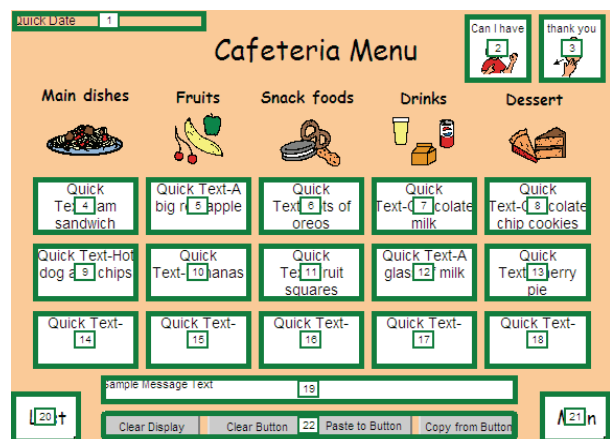 Quick Date 1
Can I have
2
thank you
3
Cafeteria Menu
Main dishes Fruits Snack foods Drinks Dessert
Quick
4
sandwich
Quick Text-A
big 5 apple
Quick
6 of
oreos
Quick
7
milk
Quick
8
chip cookies
Quick Text-Hot
dog 9 chips
Quick
10
Quick
11
squares
Quick Text-A
12 milk
Quick
13
pie
Quick Text-
14
Quick Text-
15
Quick Text-
16
Quick Text-
17
Quick Text-
18
Sample Message Text
19
20
Clear Display Clear Button 22 Paste to Button Copy from Button
21